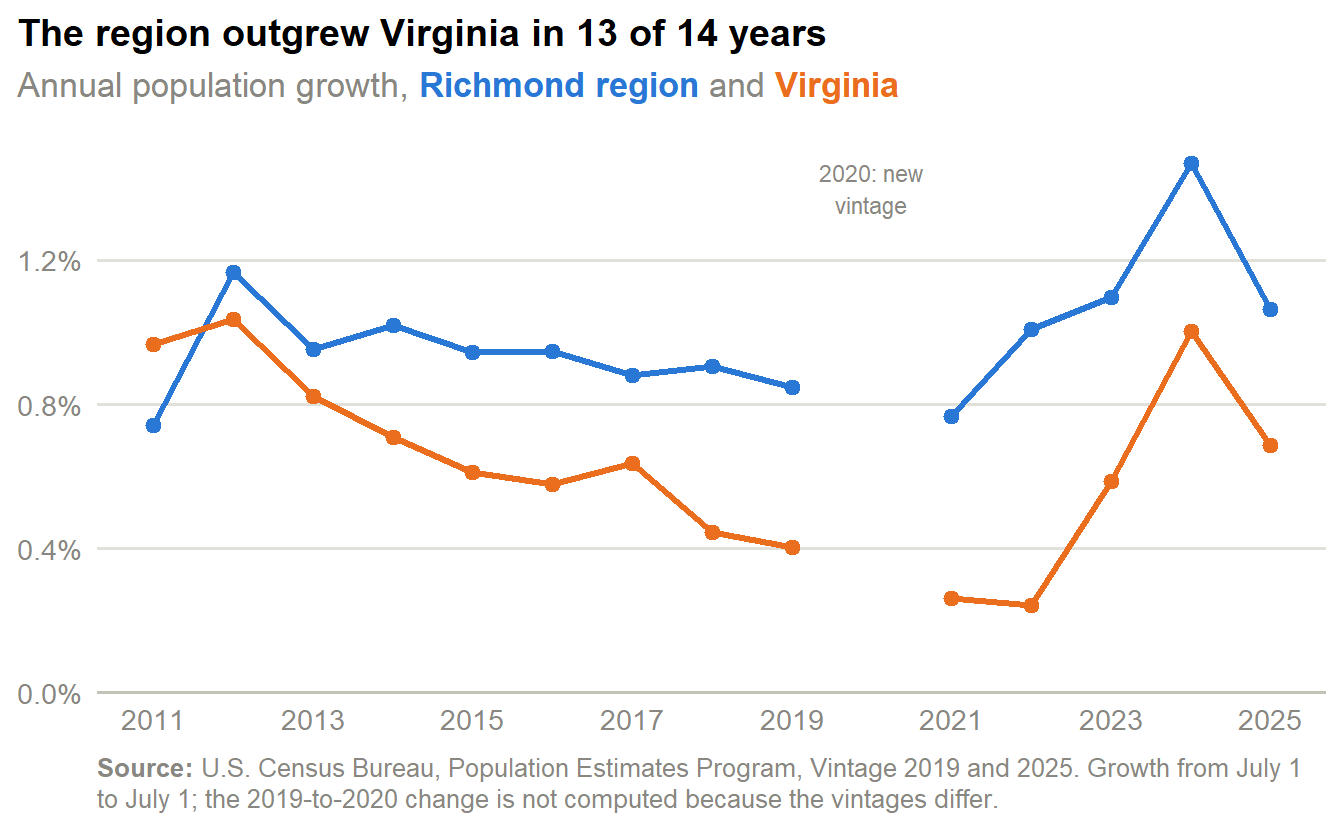 The region outgrew Virginia in 13 of 14 years
Annual population growth, Richmond region and Virginia
2020: new
vintage
1.2%
0.8%
0.4%
0.0%
2011 2013 2015 2017 2019 2021 2023 2025
Source: U.S. Census Bureau, Population Estimates Program, Vintage 2019 and 2025. Growth from July 1
to July 1; the 2019-to-2020 change is not computed because the vintages differ.